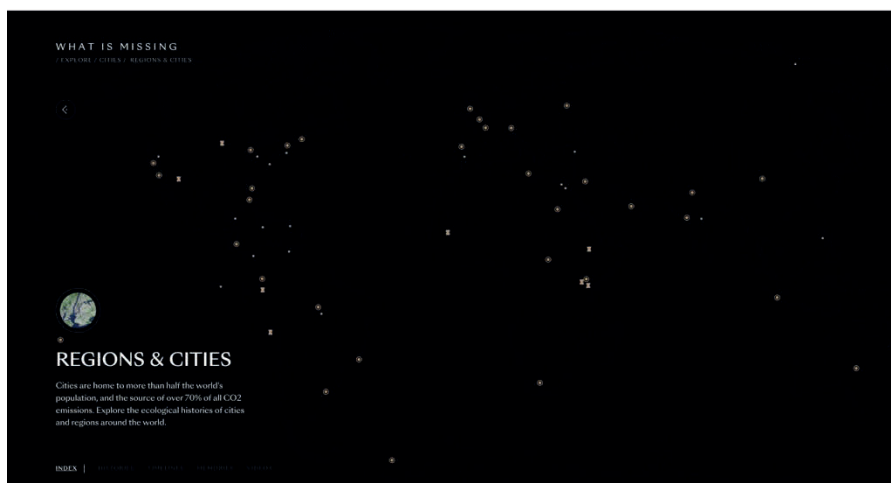 WHAT IS MISSING
/ EXPLORE / CITIES / REGIONS & CITIES
REGIONS & CITIES
Cities are home to more than half the world's
population, and the source of over 70% of all CO2
emissions. Explore the ecological histories of cities
and regions around the world.
INDEX |